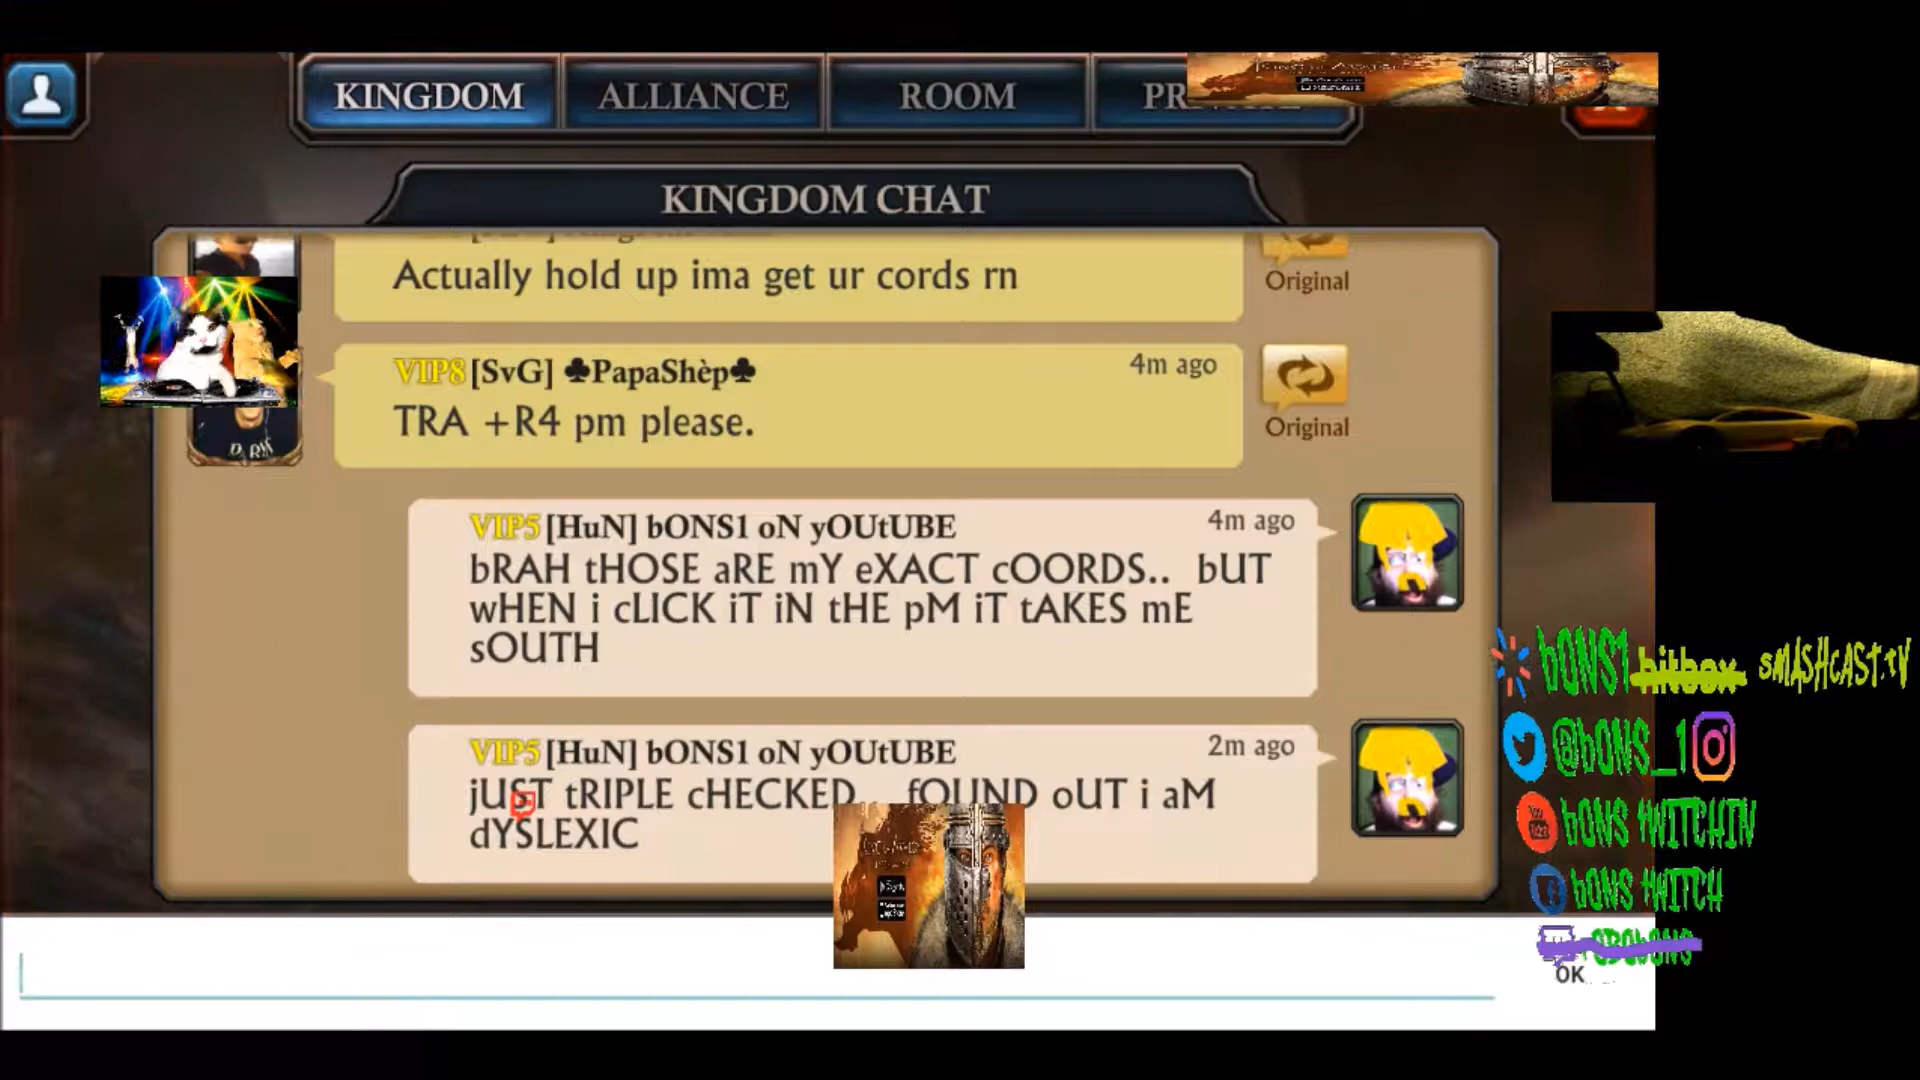 KINGDOM
ALLIANCE
ROOM
KINGDOM CHAT
Actually hold up ima get ur cords rn
Original
VIP8 [SvG] ♣PapaShèp♣
4m ago
TRA +R4 pm please.
Original
VIP5 [HuN] bONS1 oN yOUtUBE
4m ago
bRAH tHOSE aRE mY eXACT cOORDS.. bUT
wHEN i cLICK iT iN tHE pM iT tAKES mE
sOUTH
VIP5 [HuN] bONS1 oN yOUtUBE
2m ago
jUST tRIPLE cHECKED.. fOUND oUT i aM
dYSLEXIC
bONS1 hitbox sMASHcAST.tV
@bONS_1
bONS tWITCHIN
bONS tWITCH
OK